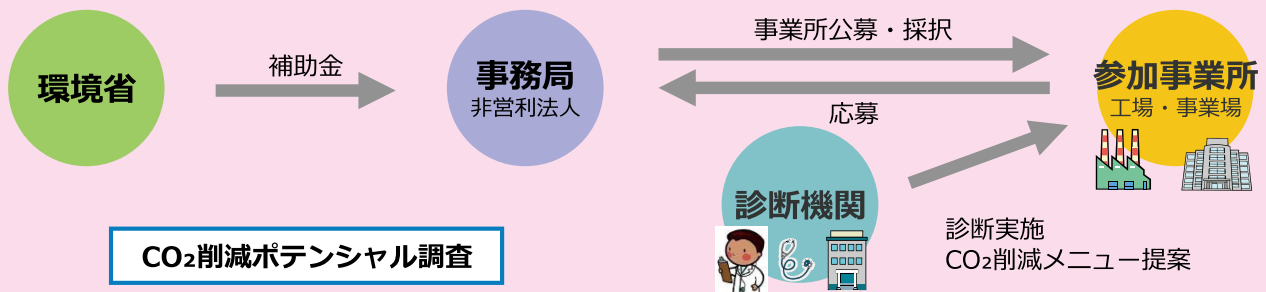 環境省
補助金
事務局
非営利法人
事業所公募・採択
応募
参加事業所
工場・事業場
診断機関
診断実施
CO₂削減メニュー提案
CO₂削減ポテンシャル調査